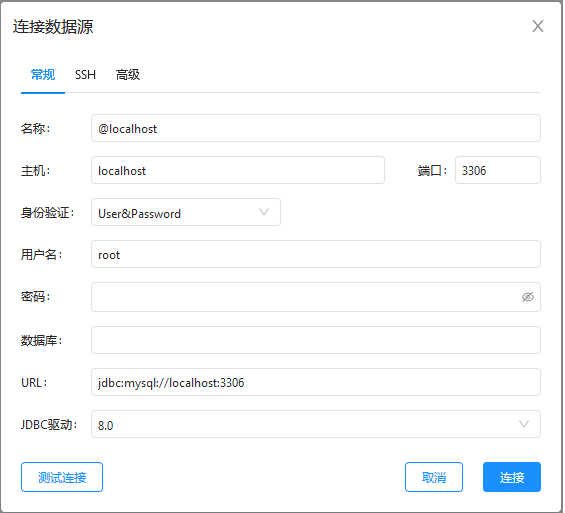 连接数据源
常规 SSH 高级
名称: @localhost
主机: localhost 端口: 3306
身份验证: User&Password
用户名: root
密码:
数据库:
URL: jdbc:mysql://localhost:3306
JDBC驱动: 8.0
测试连接 取消 连接